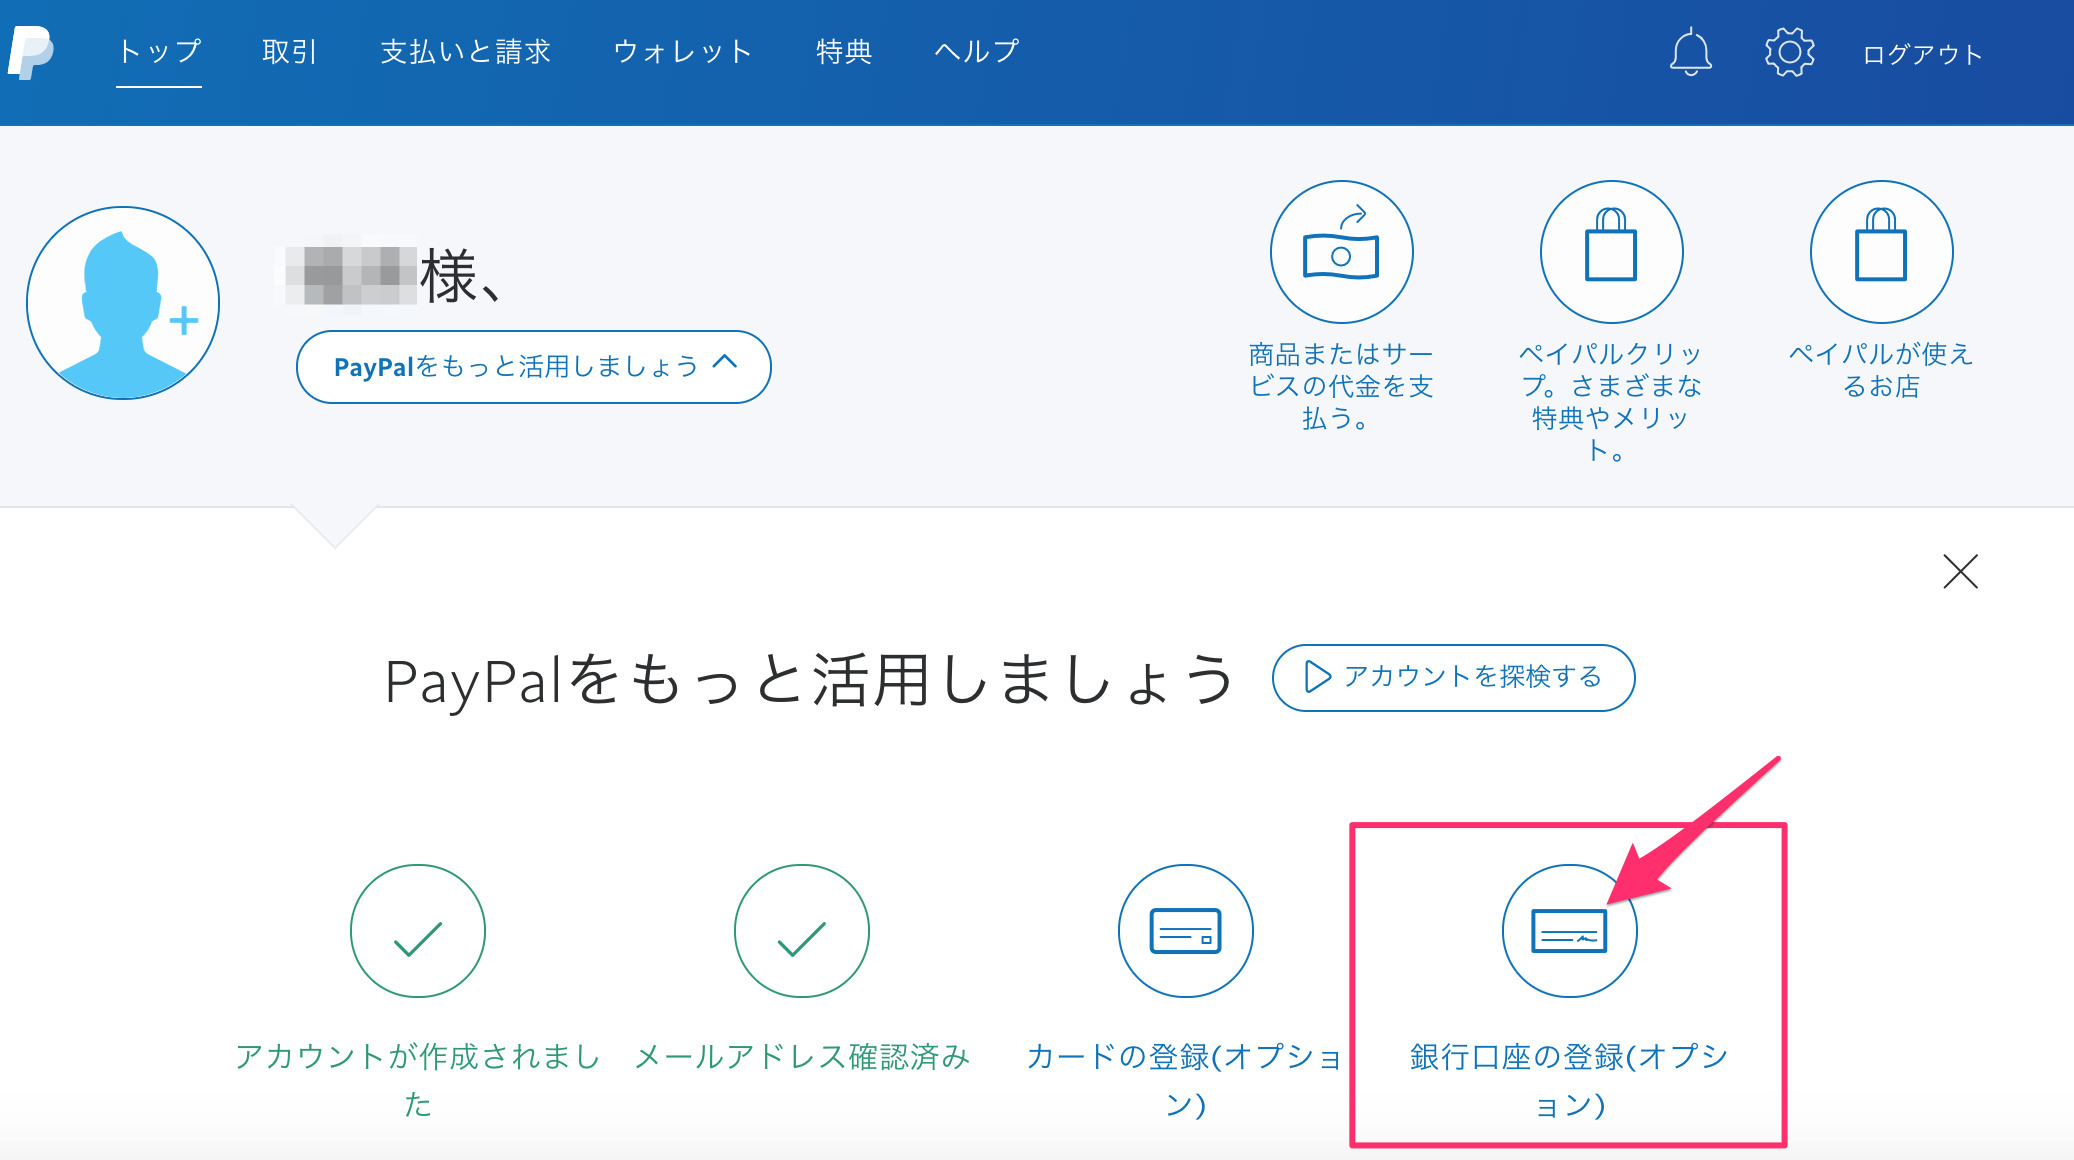 トップ
取引
支払いと請求
ウォレット
特典
ヘルプ
ログアウト
様、
PayPalをもっと活用しましょう
商品またはサー
ビスの代金を支
払う。
ペイパルクリッ
プ。さまざまな
特典やメリッ
ト。
ペイパルが使え
るお店
PayPalをもっと活用しましょう
アカウントを探検する
アカウントが作成されまし
た
メールアドレス確認済み
カードの登録(オプショ
ン)
銀行口座の登録(オプシ
ョン)